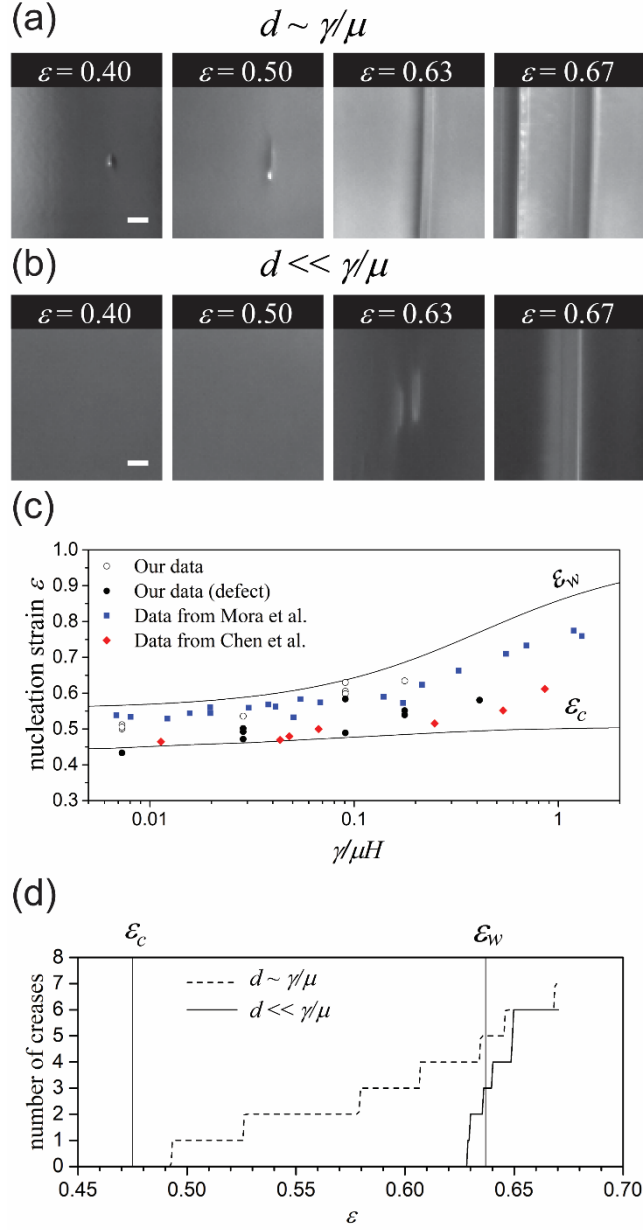 (a)
d ~ γ/μ
ε = 0.40 ε = 0.50 ε = 0.63 ε = 0.67
(b)
d << γ/μ
ε = 0.40 ε = 0.50 ε = 0.63 ε = 0.67
(c)
1.0
0.9
0.8
0.7
0.6
0.5
0.4
0.3
nucleation strain ε
Our data
Our data (defect)
Data from Mora et al.
Data from Chen et al.
ε_w
ε_c
0.01 0.1 1
γ/μH
(d)
ε_c ε_w
8
7
6
5
4
3
2
1
0
number of creases
d ~ γ/μ
d << γ/μ
0.45 0.50 0.55 0.60 0.65 0.70
ε